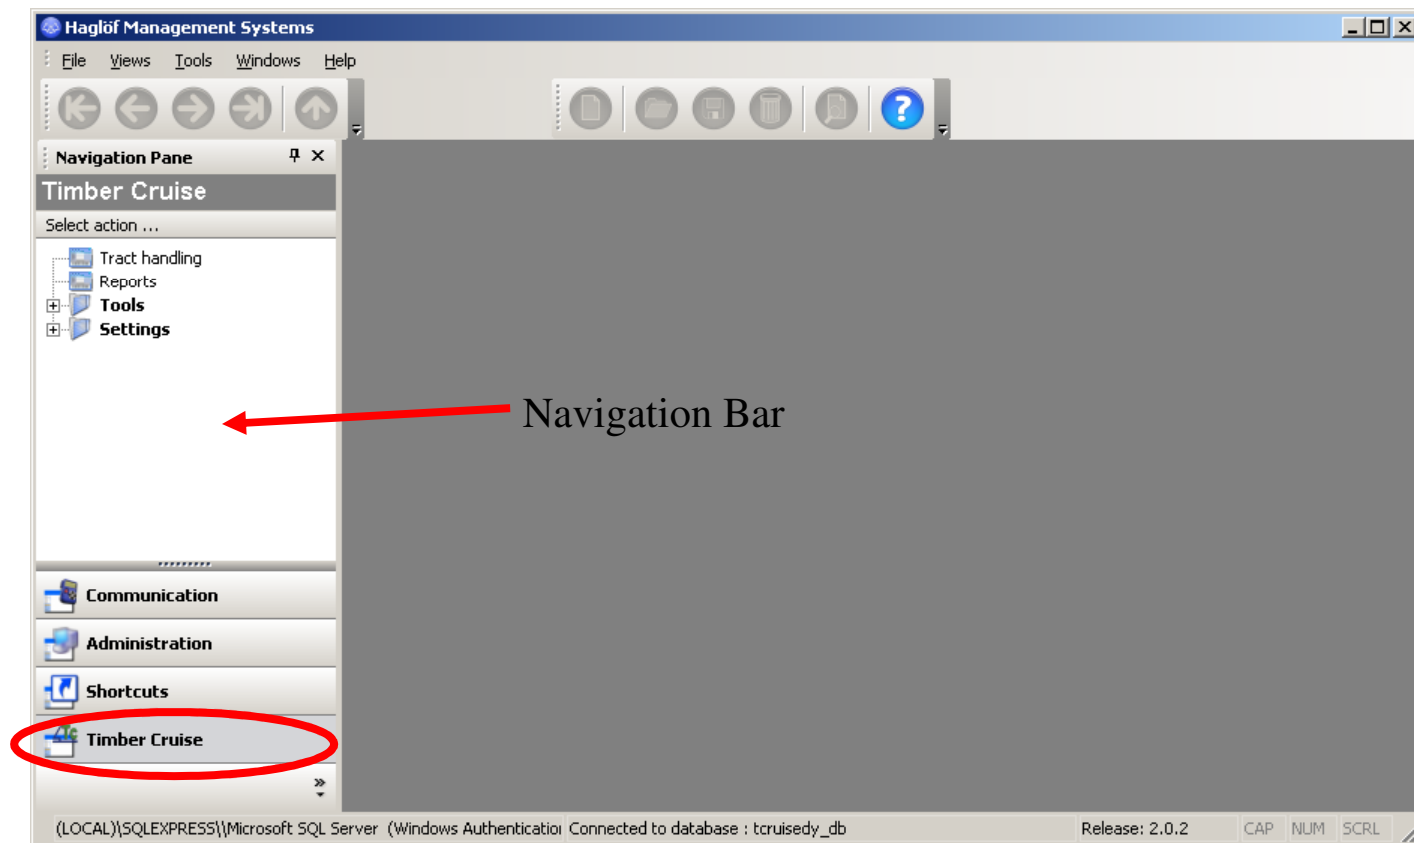 Haglöf Management Systems
File Views Tools Windows Help
Navigation Pane
Timber Cruise
Select action ...
Tract handling
Reports
Tools
Settings
Navigation Bar
Communication
Administration
Shortcuts
Timber Cruise
(LOCAL)\SQLEXPRESS\\Microsoft SQL Server (Windows Authentication Connected to database : tcruisedy_db Release: 2.0.2 CAP NUM SCRL